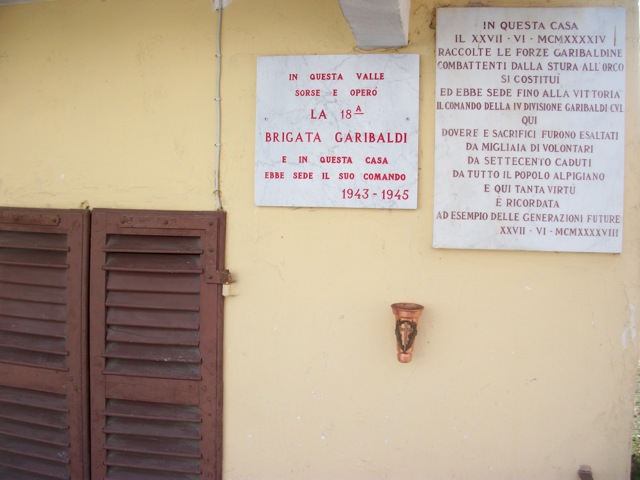 IN QUESTA VALLE
SORSE E OPERÒ
LA 18A
BRIGATA GARIBALDI
E IN QUESTA CASA
EBBE SEDE IL SUO COMANDO
1943-1945
IN QUESTA CASA
IL XXVII-VI-MCMXXXXIV
RACCOLTE LE FORZE GARIBALDINE
COMBATTENTI DALLA STURA ALL'ORCO
SI COSTITUÌ
ED EBBE SEDE FINO ALLA VITTORIA
IL COMANDO DELLA IV DIVISIONE GARIBALDI CVL
QUI
DOVERE E SACRIFICI FURONO ESALTATI
DA MIGLIAIA DI VOLONTARI
DA SETTECENTO CADUTI
DA TUTTO IL POPOLO ALPIGIANO
E QUI TANTA VIRTÙ
È RICORDATA
AD ESEMPIO DELLE GENERAZIONI FUTURE
XXVII-VI-MCMXXXXVIII